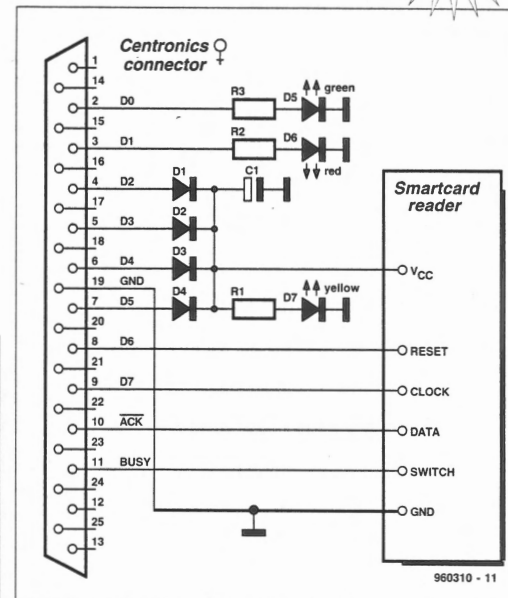 Centronics
connector
1
14
2 D0 R3 D5 green
15
3 D1 R2 D6
16 red
4 D2 D1 C1
17
5 D3 D2
18
6 D4 D3
19 GND
7 D5 D4 R1 D7 yellow
20
8 D6
21
9 D7
22
10 ACK
23
11 BUSY
24
12
25
13
Smartcard
reader
VCC
RESET
CLOCK
DATA
SWITCH
GND
960310 - 11